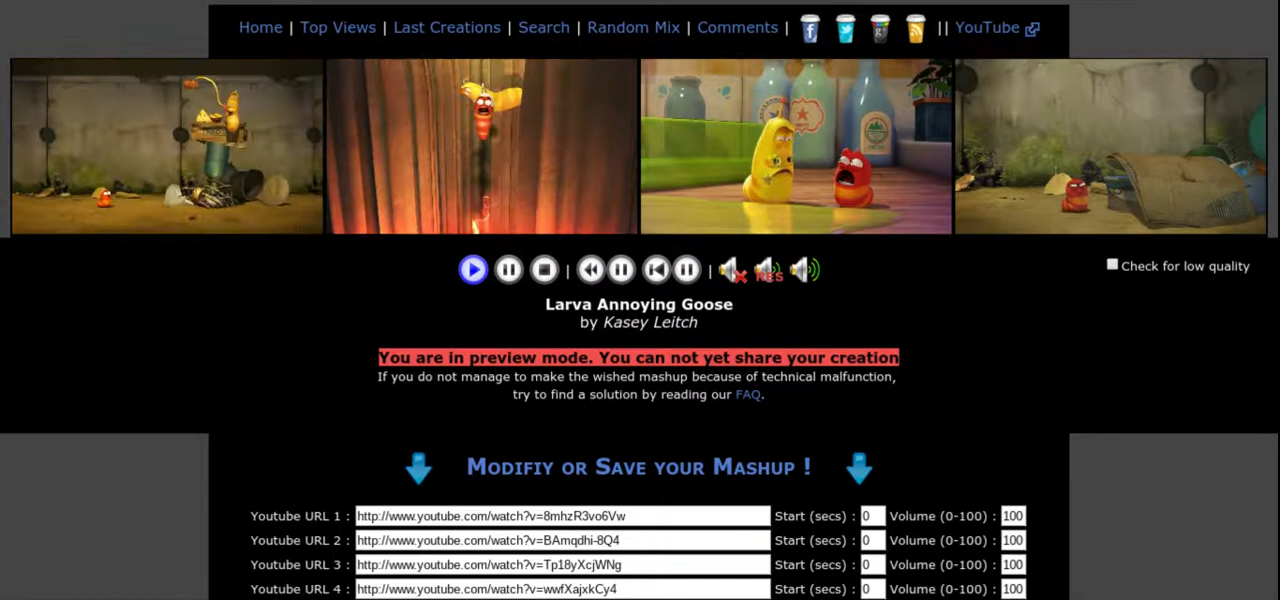 Home | Top Views | Last Creations | Search | Random Mix | Comments | || YouTube
| | RES
Check for low quality
Larva Annoying Goose
by Kasey Leitch
You are in preview mode. You can not yet share your creation
If you do not manage to make the wished mashup because of technical malfunction,
try to find a solution by reading our FAQ.
Modifiy or Save your Mashup !
Youtube URL 1 : http://www.youtube.com/watch?v=8mhzR3vo6Vw Start (secs) : 0 Volume (0-100) : 100
Youtube URL 2 : http://www.youtube.com/watch?v=BAmqdhi-8Q4 Start (secs) : 0 Volume (0-100) : 100
Youtube URL 3 : http://www.youtube.com/watch?v=Tp18yXcjWNg Start (secs) : 0 Volume (0-100) : 100
Youtube URL 4 : http://www.youtube.com/watch?v=wwfXajxkCy4 Start (secs) : 0 Volume (0-100) : 100